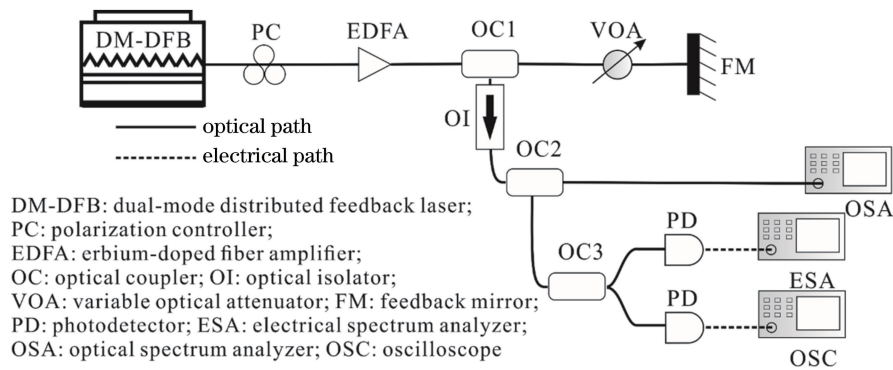 DM-DFB
PC
EDFA
OC1
VOA
FM
OI
optical path
electrical path
OC2
OSA
DM-DFB: dual-mode distributed feedback laser;
PC: polarization controller;
EDFA: erbium-doped fiber amplifier;
OC: optical coupler; OI: optical isolator;
VOA: variable optical attenuator; FM: feedback mirror;
PD: photodetector; ESA: electrical spectrum analyzer;
OSA: optical spectrum analyzer; OSC: oscilloscope
OC3
PD
ESA
PD
OSC